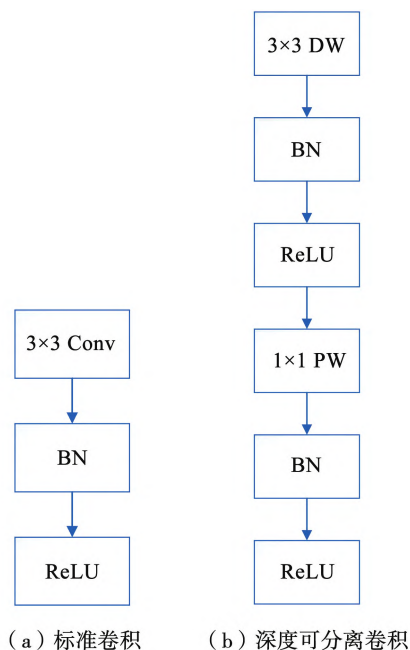 3×3 Conv
BN
ReLU
（a）标准卷积
3×3 DW
BN
ReLU
1×1 PW
BN
ReLU
（b）深度可分离卷积